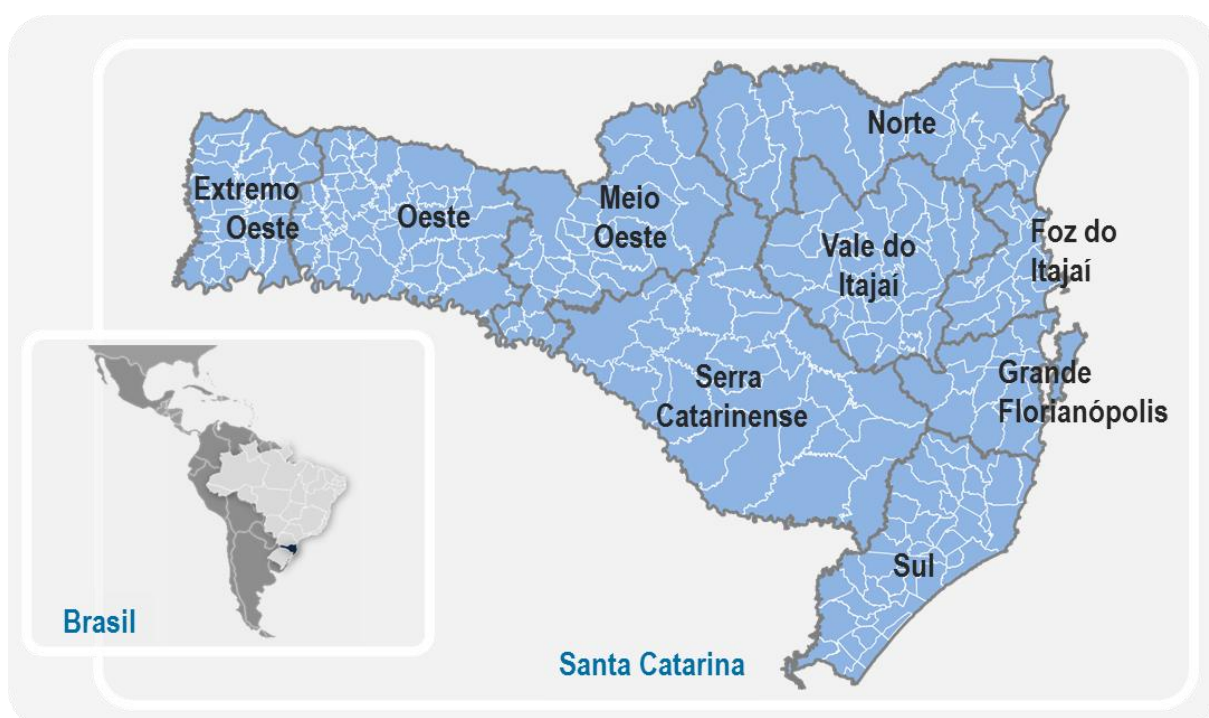 Norte
Extremo
Oeste
Oeste
Meio
Oeste
Vale do
Itajaí
Foz do
Itajaí
Serra
Catarinense
Grande
Florianópolis
Sul
Brasil
Santa Catarina